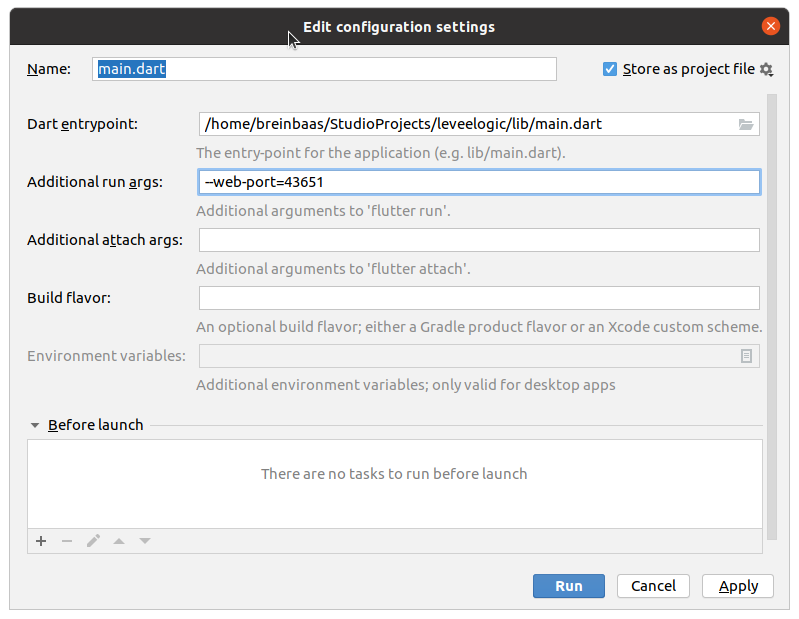 Edit configuration settings
Name: main.dart Store as project file
Dart entrypoint: /home/breinbaas/StudioProjects/leveelogic/lib/main.dart
The entry-point for the application (e.g. lib/main.dart).
Additional run args: --web-port=43651
Additional arguments to 'flutter run'.
Additional attach args:
Additional arguments to 'flutter attach'.
Build flavor:
An optional build flavor; either a Gradle product flavor or an Xcode custom scheme.
Environment variables:
Additional environment variables; only valid for desktop apps
Before launch
There are no tasks to run before launch
Run Cancel Apply